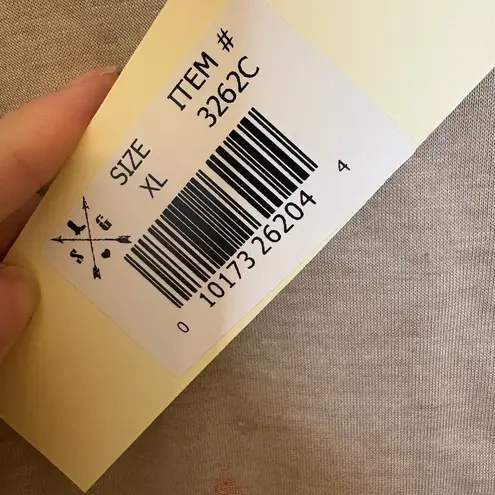 SIZE ITEM #
XL 3262C
L G
S
0 10173 26204 4